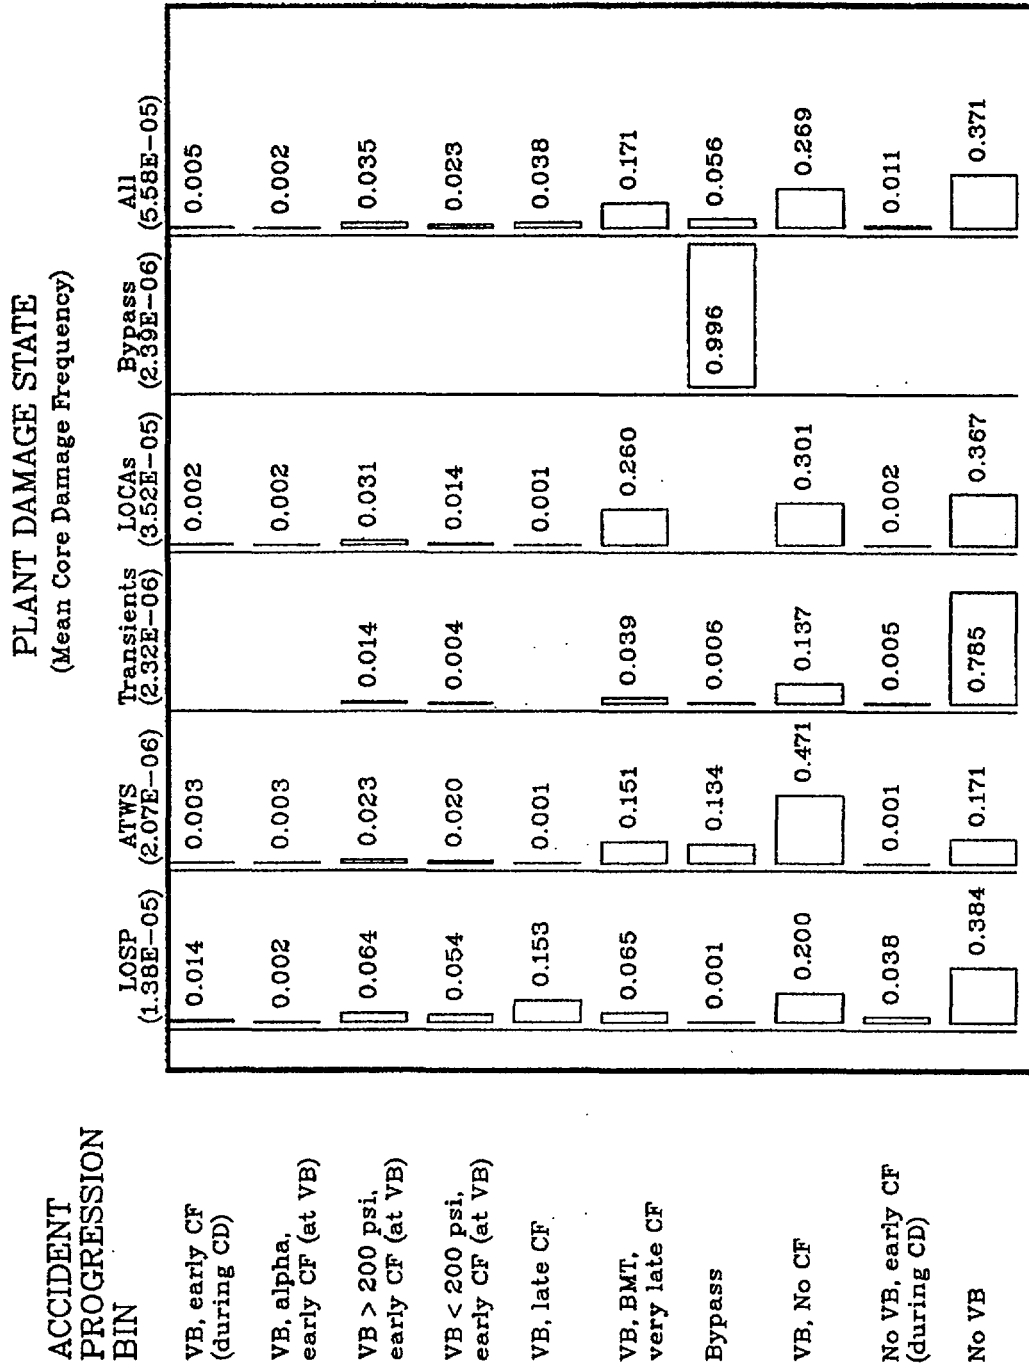 PLANT DAMAGE STATE
(Mean Core Damage Frequency)
ACCIDENT
PROGRESSION
BIN
LOSP
(1.38E−05)
ATWS
(2.07E−06)
Transients
(2.32E−06)
LOCAs
(3.52E−05)
Bypass
(2.39E−06)
All
(5.58E−05)
VB, early CF
(during CD)
0.014 0.003 0.002 0.005
VB, alpha,
early CF (at VB)
0.002 0.003 0.002 0.002
VB > 200 psi,
early CF (at VB)
0.064 0.023 0.014 0.031 0.035
VB < 200 psi,
early CF (at VB)
0.054 0.020 0.004 0.014 0.023
VB, late CF
0.153 0.001 0.001 0.038
VB, BMT,
very late CF
0.065 0.151 0.039 0.260 0.171
Bypass
0.001 0.134 0.006 0.996 0.056
VB, No CF
0.200 0.471 0.137 0.301 0.269
No VB, early CF
(during CD)
0.038 0.001 0.005 0.002 0.011
No VB
0.384 0.171 0.785 0.367 0.371